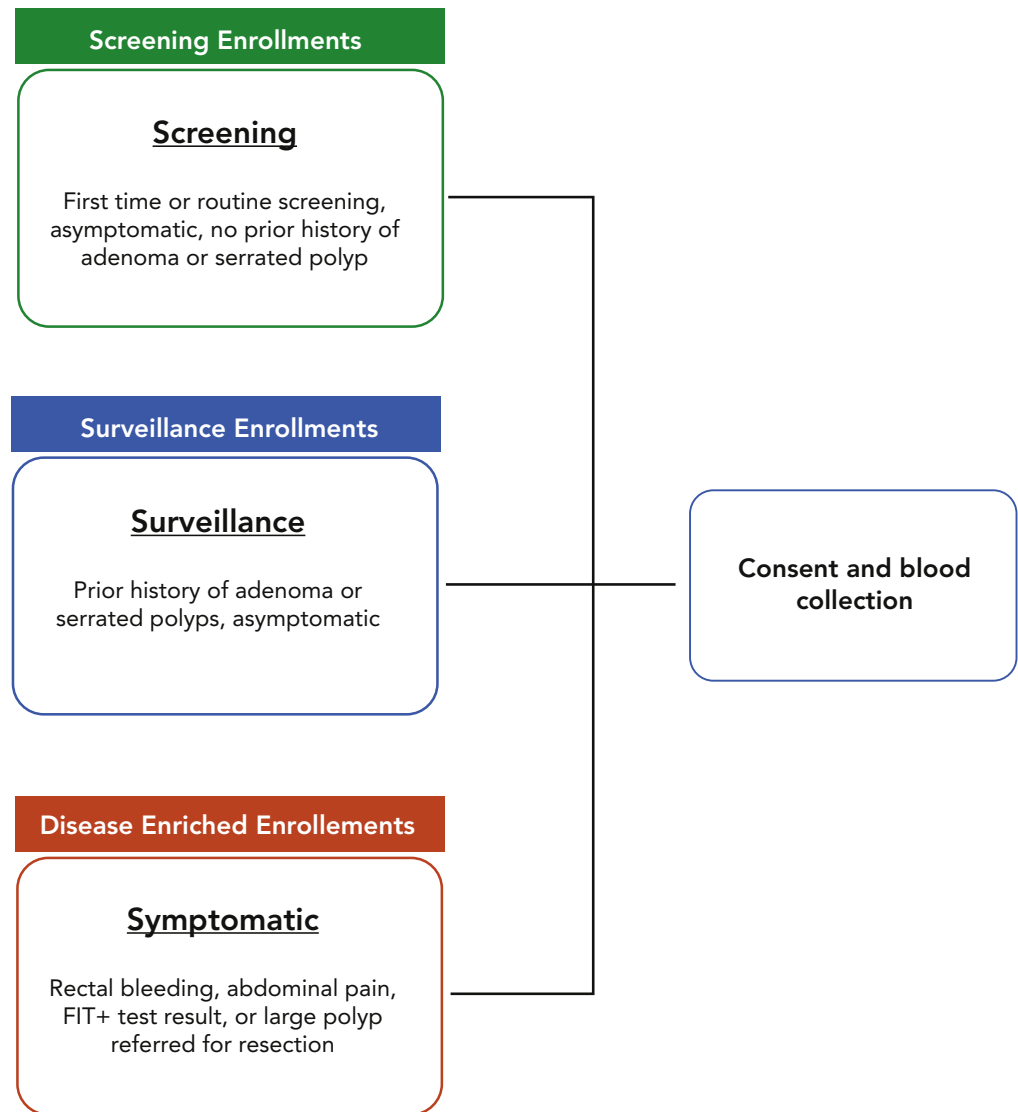 Screening Enrollments
Screening
First time or routine screening,
asymptomatic, no prior history of
adenoma or serrated polyp
Surveillance Enrollments
Surveillance
Prior history of adenoma or
serrated polyps, asymptomatic
Consent and blood
collection
Disease Enriched Enrollements
Symptomatic
Rectal bleeding, abdominal pain,
FIT+ test result, or large polyp
referred for resection